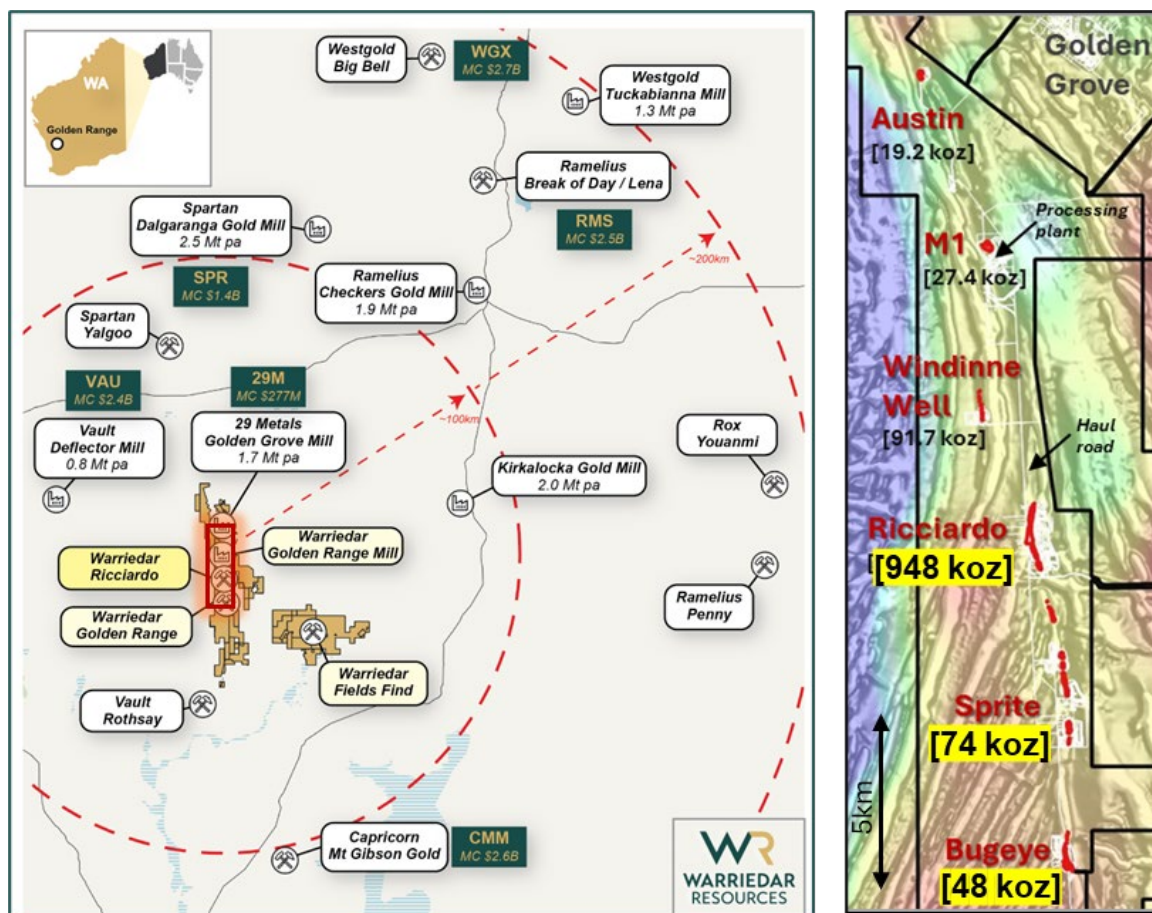 WA
Golden Range
Westgold
Big Bell
WGX
MC $2.7B
Westgold
Tuckabianna Mill
1.3 Mt pa
Ramelius
Break of Day / Lena
RMS
MC $2.5B
Spartan
Dalgaranga Gold Mill
2.5 Mt pa
SPR
MC $1.4B
~200km
Ramelius
Checkers Gold Mill
1.9 Mt pa
Spartan
Yalgoo
VAU
MC $2.4B
29M
MC $277M
~100km
Vault
Deflector Mill
0.8 Mt pa
29 Metals
Golden Grove Mill
1.7 Mt pa
Rox
Youanmi
Kirkalocka Gold Mill
2.0 Mt pa
Warriedar
Ricciardo
Warriedar
Golden Range Mill
Warriedar
Golden Range
Ramelius
Penny
Warriedar
Fields Find
Vault
Rothsay
Capricorn
Mt Gibson Gold
CMM
MC $2.6B
WR
WARRIEDAR
RESOURCES
Golden
Grove
Austin
[19.2 koz]
Processing
plant
M1
[27.4 koz]
Windinne
Well
[91.7 koz]
Haul
road
Ricciardo
[948 koz]
Sprite
[74 koz]
5km
Bugeye
[48 koz]